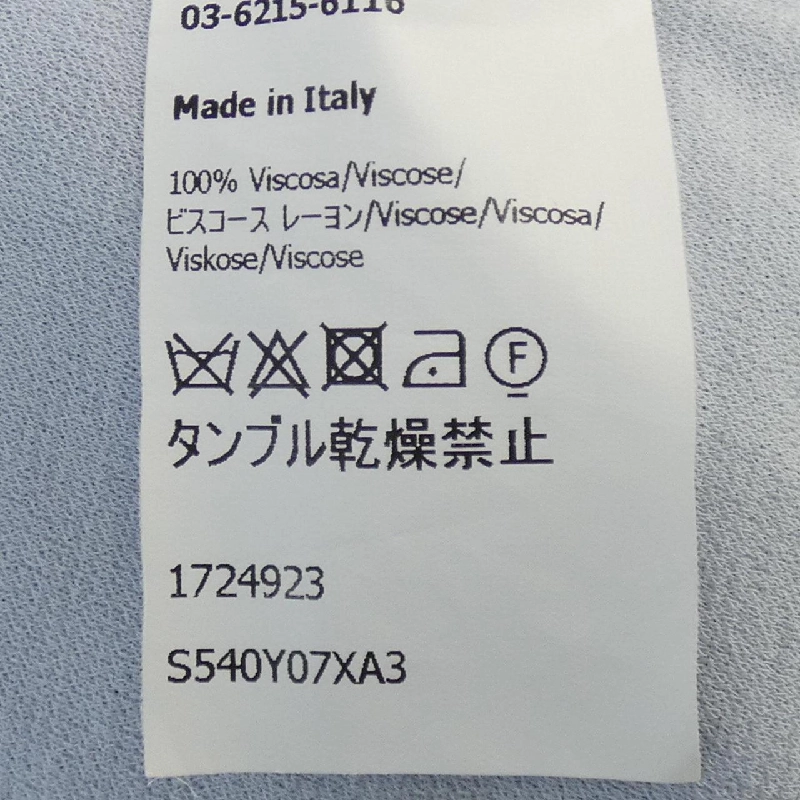 03-6215-6116
Made in Italy
100% Viscosa/Viscose/
ビスコース レーヨン/Viscose/Viscosa/
Viskose/Viscose
F
タンブル乾燥禁止
1724923
S540Y07XA3